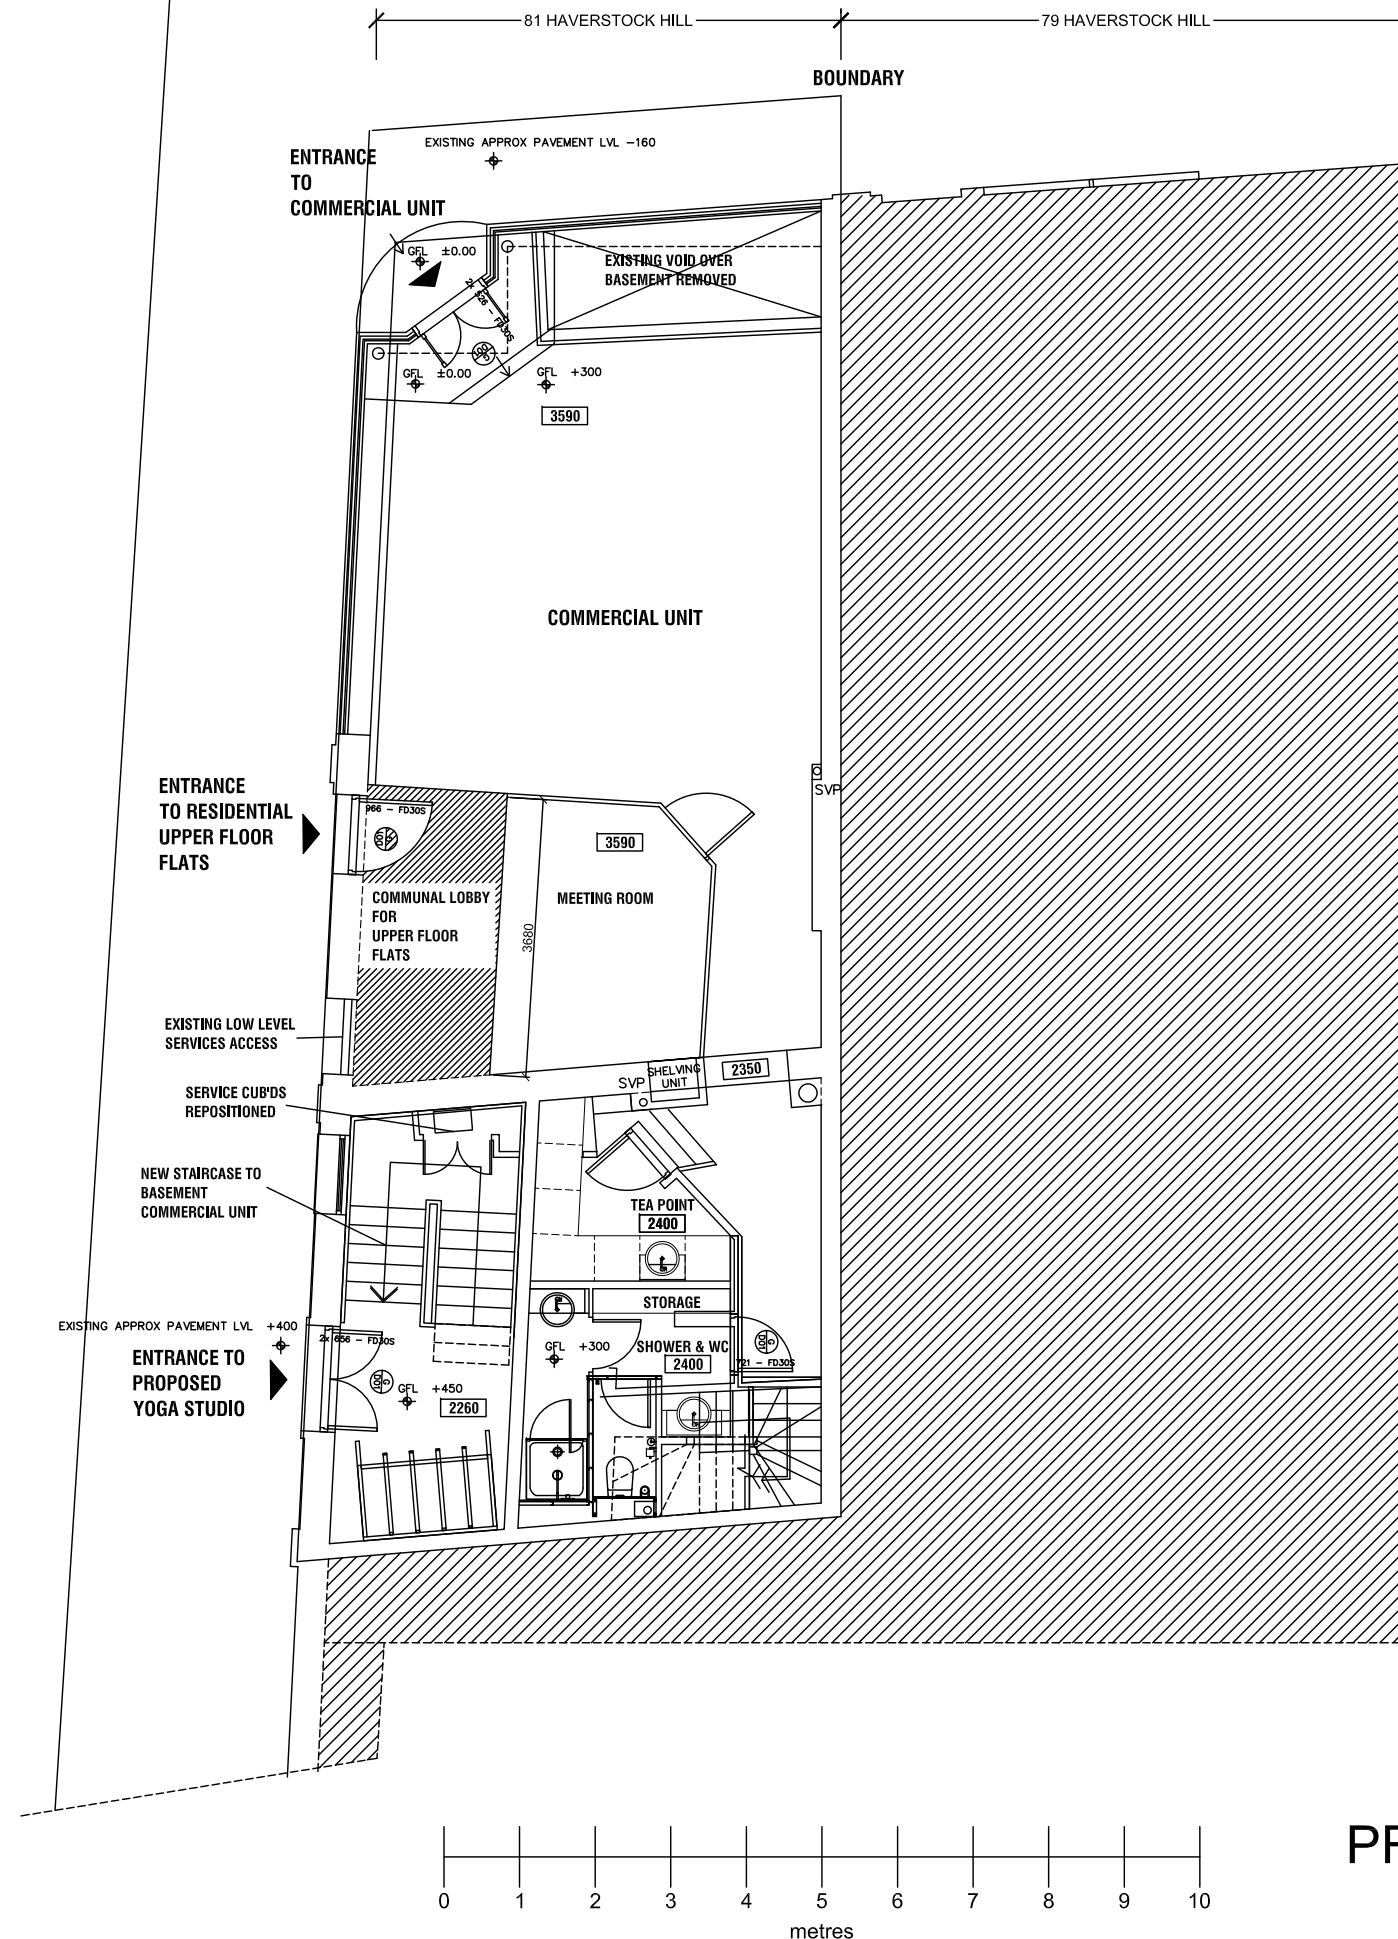 81 HAVERSTOCK HILL
79 HAVERSTOCK HILL
BOUNDARY
EXISTING APPROX PAVEMENT LVL -160
ENTRANCE
TO
COMMERCIAL UNIT
GFL ±0.00
EXISTING VOID OVER
BASEMENT REMOVED
2x 526 - FD30S
GFL ±0.00
GFL +300
3590
COMMERCIAL UNIT
SVP
ENTRANCE
TO RESIDENTIAL
UPPER FLOOR
FLATS
966 - FD30S
3590
COMMUNAL LOBBY
FOR
UPPER FLOOR
FLATS
MEETING ROOM
3680
EXISTING LOW LEVEL
SERVICES ACCESS
SERVICE CUB'DS
REPOSITIONED
SVP
SHELVING
UNIT
2350
NEW STAIRCASE TO
BASEMENT
COMMERCIAL UNIT
TEA POINT
2400
STORAGE
EXISTING APPROX PAVEMENT LVL +400
2x 656 - FD30S
GFL +300
SHOWER & WC
2400
G
D01
721 - FD30S
ENTRANCE TO
PROPOSED
YOGA STUDIO
G
GFL +450
2260
0 1 2 3 4 5 6 7 8 9 10
metres
PR